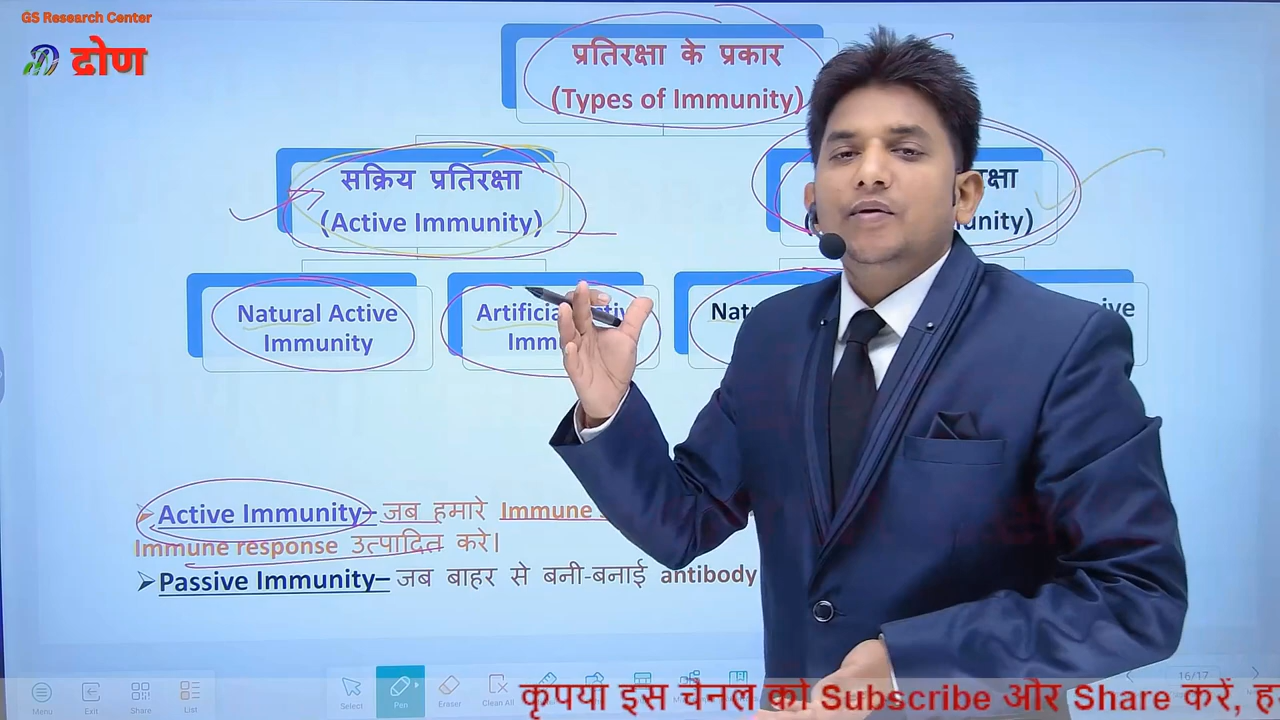 GS Research Center
द्रोण
प्रतिरक्षा के प्रकार
(Types of Immunity)
सक्रिय प्रतिरक्षा
(Active Immunity)
Natural Active
Immunity
Active Immunity– जब हमारे Immune
Immune response उत्पादित करे।
Passive Immunity– जब बाहर से बनी-बनाई antibody
Menu
Exit
Share
List
Select
Pen
Eraser
Clean All
16/17
कृपया इस चैनल को Subscribe और Share करें,